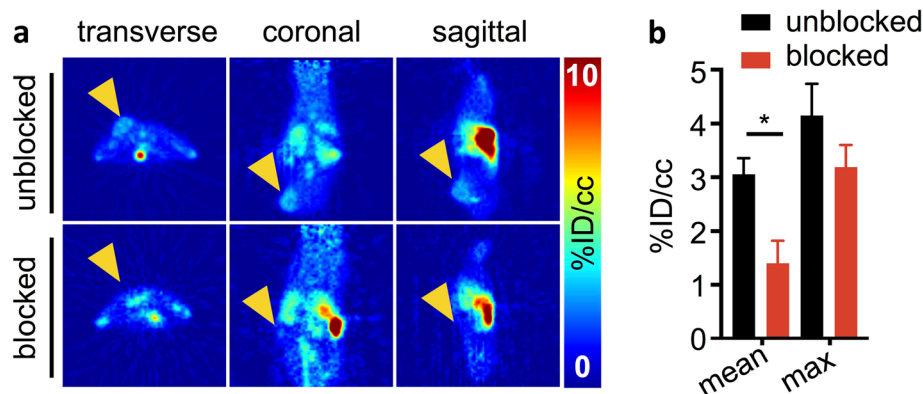 a
transverse
coronal
sagittal
unblocked
blocked
10
%ID/cc
0
b
unblocked
blocked
%ID/cc
5
4
3
2
1
0
*
mean
max